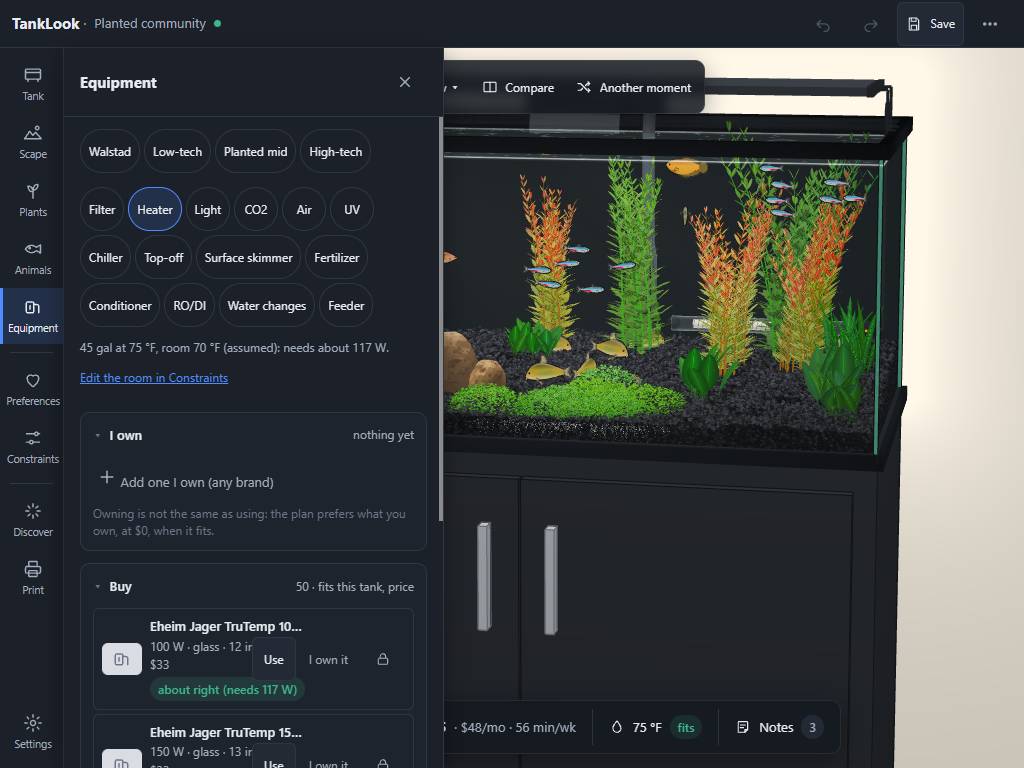 TankLook · Planted community
Save
Tank
Scape
Plants
Animals
Equipment
Preferences
Constraints
Discover
Print
Settings
Equipment
Walstad Low-tech Planted mid High-tech
Filter Heater Light CO2 Air UV
Chiller Top-off Surface skimmer Fertilizer
Conditioner RO/DI Water changes Feeder
45 gal at 75 °F, room 70 °F (assumed): needs about 117 W.
Edit the room in Constraints
I own nothing yet
Add one I own (any brand)
Owning is not the same as using: the plan prefers what you
own, at $0, when it fits.
Buy 50 · fits this tank, price
Eheim Jager TruTemp 10...
100 W · glass · 12 in
$33
Use I own it
about right (needs 117 W)
Eheim Jager TruTemp 15...
150 W · glass · 13 in
Use I own it
Compare Another moment
· $48/mo · 56 min/wk 75 °F fits Notes 3